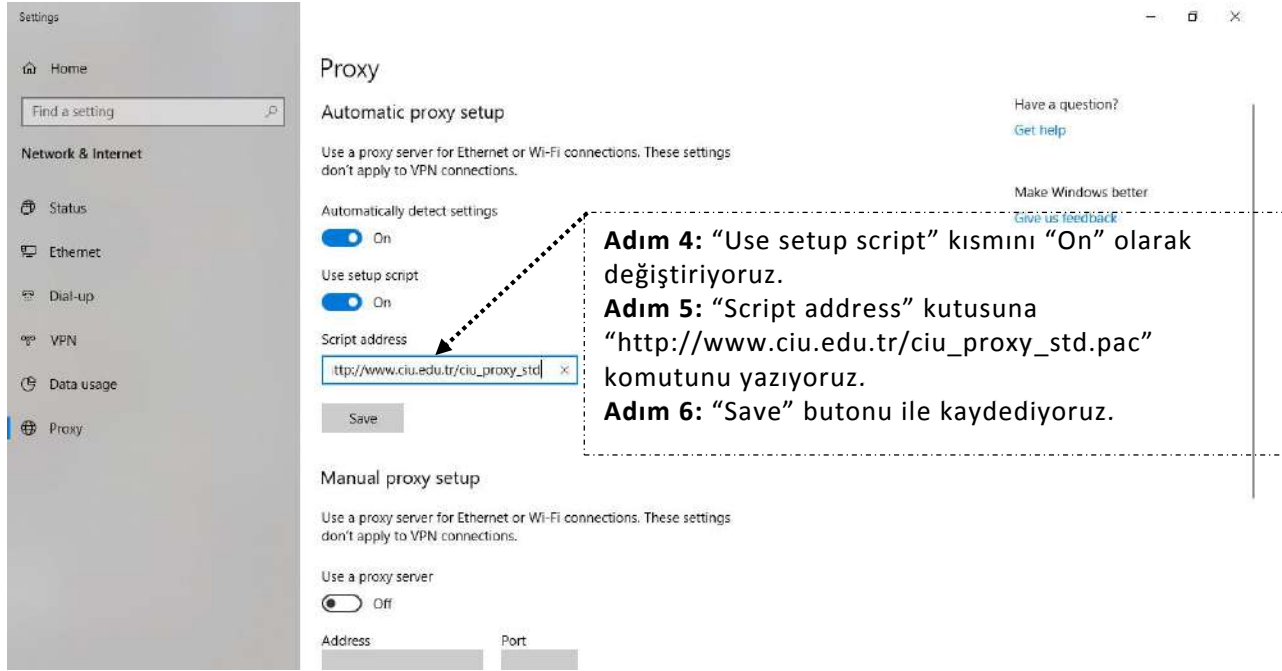 Settings
Home
Find a setting
Network & Internet
Status
Ethernet
Dial-up
VPN
Data usage
Proxy
Proxy
Automatic proxy setup
Use a proxy server for Ethernet or Wi-Fi connections. These settings
don't apply to VPN connections.
Automatically detect settings
On
Use setup script
On
Script address
ttp://www.ciu.edu.tr/ciu_proxy_std
Save
Manual proxy setup
Use a proxy server for Ethernet or Wi-Fi connections. These settings
don't apply to VPN connections.
Use a proxy server
Off
Address Port
Have a question?
Get help
Make Windows better
Give us feedback
Adım 4: “Use setup script” kısmını “On” olarak
değiştiriyoruz.
Adım 5: “Script address” kutusuna
“http://www.ciu.edu.tr/ciu_proxy_std.pac”
komutunu yazıyoruz.
Adım 6: “Save” butonu ile kaydediyoruz.